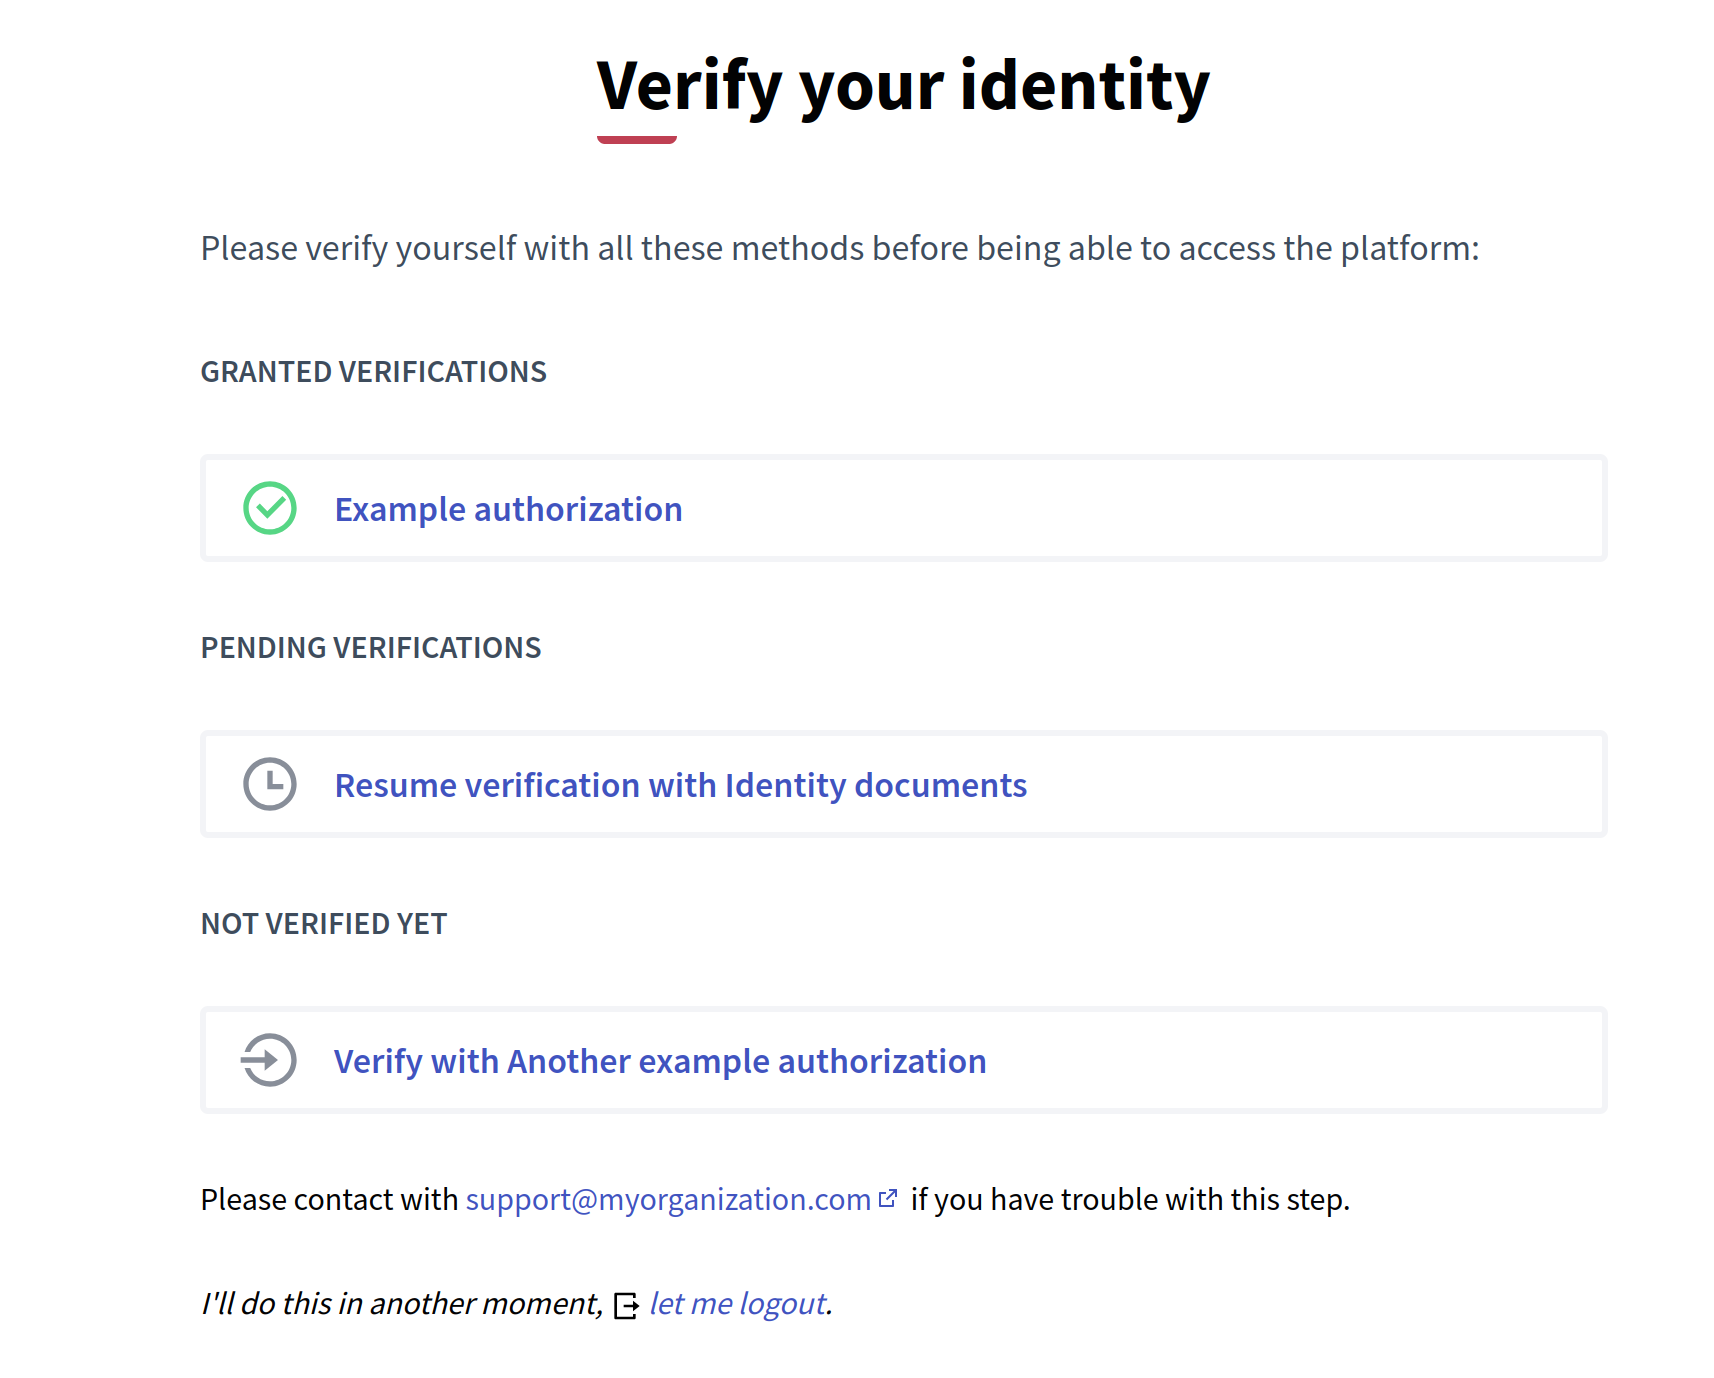 Verify your identity
Please verify yourself with all these methods before being able to access the platform:
GRANTED VERIFICATIONS
Example authorization
PENDING VERIFICATIONS
Resume verification with Identity documents
NOT VERIFIED YET
Verify with Another example authorization
Please contact with support@myorganization.com if you have trouble with this step.
I'll do this in another moment, let me logout.